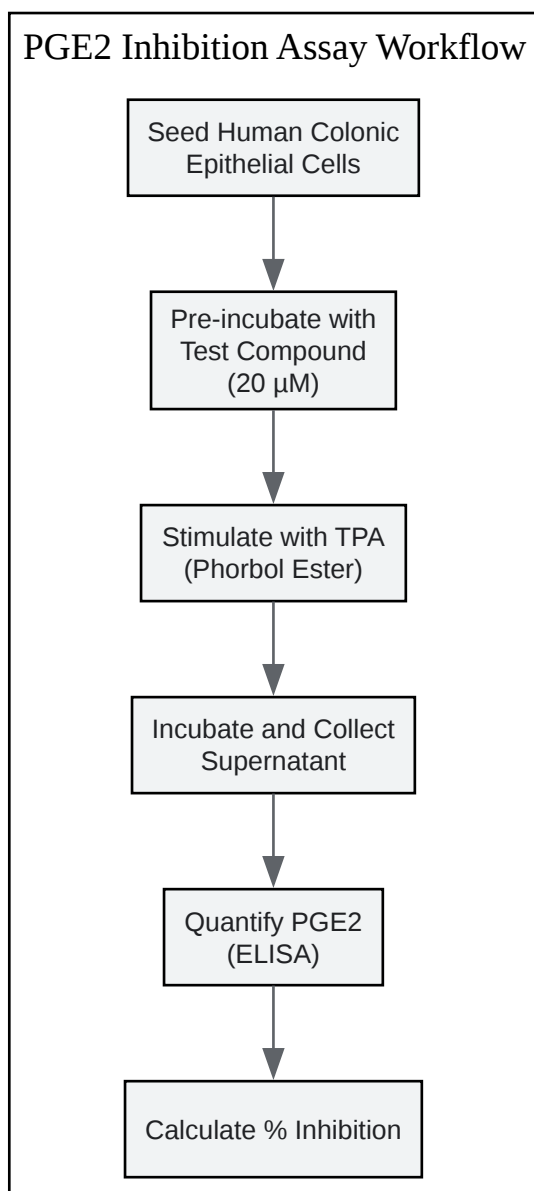 PGE2 Inhibition Assay Workflow
Seed Human Colonic
Epithelial Cells
Pre-incubate with
Test Compound
(20 µM)
Stimulate with TPA
(Phorbol Ester)
Incubate and Collect
Supernatant
Quantify PGE2
(ELISA)
Calculate % Inhibition